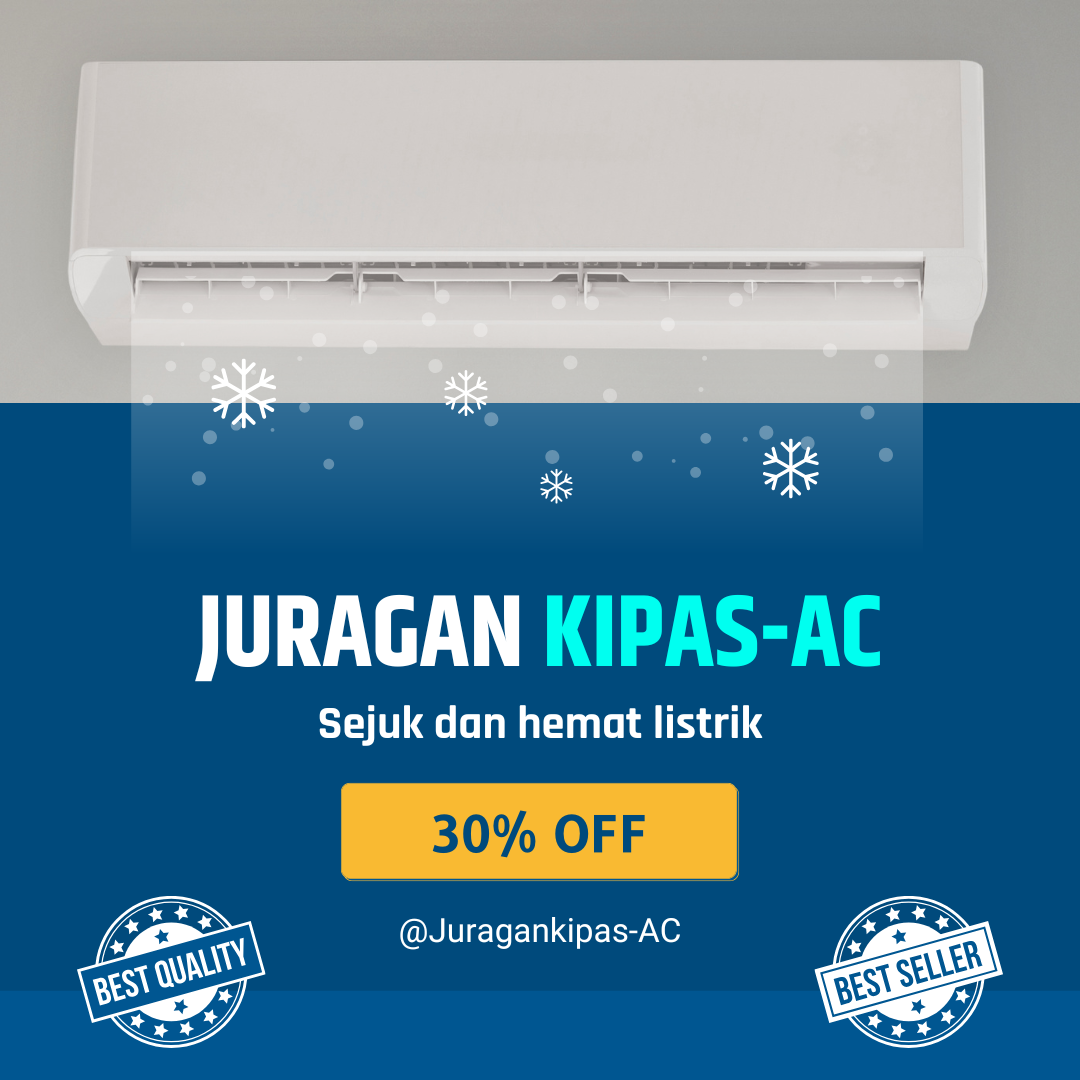 JURAGAN KIPAS-AC
Sejuk dan hemat listrik
30% OFF
@Juragankipas-AC
BEST QUALITY
BEST SELLER